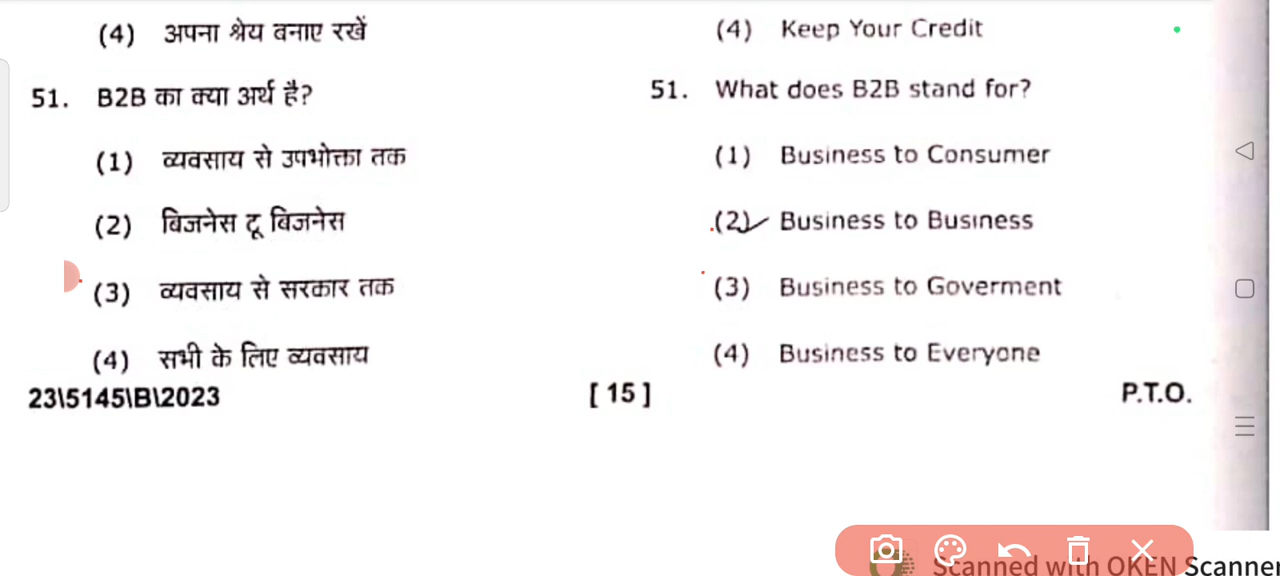 (4) अपना श्रेय बनाए रखें
51. B2B का क्या अर्थ है?
(1) व्यवसाय से उपभोक्ता तक
(2) बिजनेस टू बिजनेस
(3) व्यवसाय से सरकार तक
(4) सभी के लिए व्यवसाय
(4) Keep Your Credit
51. What does B2B stand for?
(1) Business to Consumer
(2) Business to Business
(3) Business to Goverment
(4) Business to Everyone
23\5145\B\2023 [ 15 ] P.T.O.
Scanned with OKEN Scanner